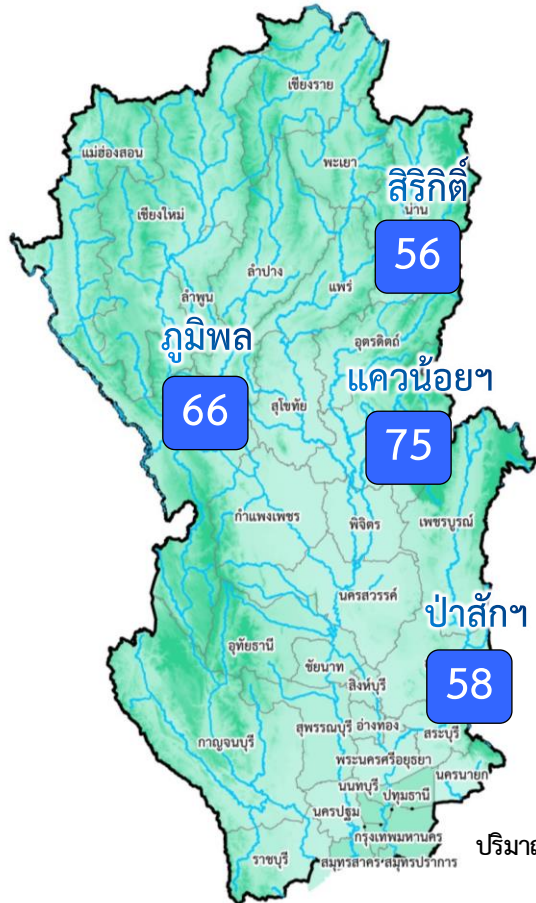 เชียงราย
แม่ฮ่องสอน
พะเยา
สิริกิติ์
น่าน
เชียงใหม่
56
ลำปาง
แพร่
ลำพูน
ภูมิพล
อุตรดิตถ์
แควน้อยฯ
66
สุโขทัย
75
กำแพงเพชร
พิจิตร
เพชรบูรณ์
นครสวรรค์
ป่าสักฯ
อุทัยธานี
ชัยนาท
สิงห์บุรี
58
สุพรรณบุรี
อ่างทอง
สระบุรี
กาญจนบุรี
พระนครศรีอยุธยา
นครนายก
นนทบุรี
ปทุมธานี
นครปฐม
กรุงเทพมหานคร
ราชบุรี
สมุทรสาคร
สมุทรปราการ